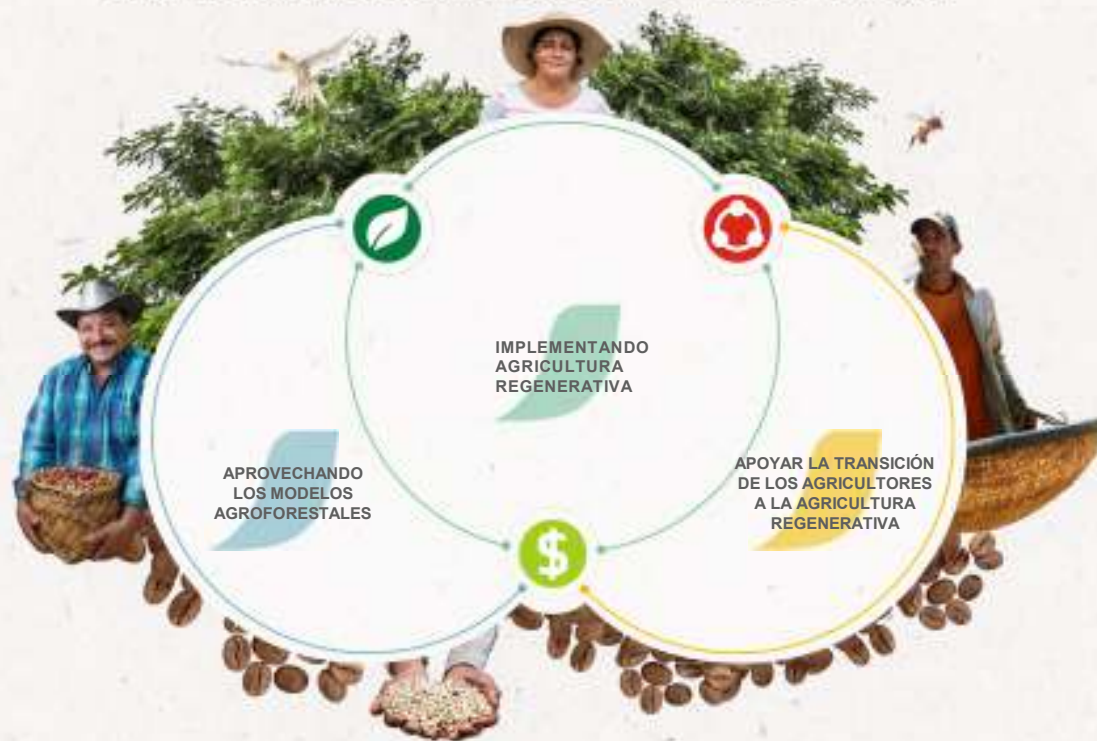 IMPLEMENTANDO
AGRICULTURA
REGENERATIVA
APROVECHANDO
LOS MODELOS
AGROFORESTALES
APOYAR LA TRANSICIÓN
DE LOS AGRICULTORES
A LA AGRICULTURA
REGENERATIVA
$